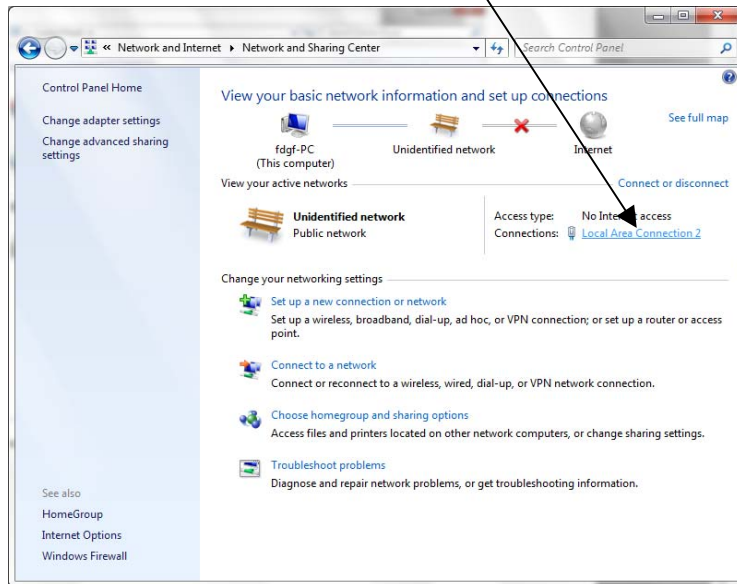 « Network and Internet ▸ Network and Sharing Center
Search Control Panel
Control Panel Home
Change adapter settings
Change advanced sharing
settings
See also
HomeGroup
Internet Options
Windows Firewall
View your basic network information and set up connections
See full map
fdgf-PC
(This computer)
Unidentified network
Internet
View your active networks
Connect or disconnect
Unidentified network
Public network
Access type: No Internet access
Connections: Local Area Connection 2
Change your networking settings
Set up a new connection or network
Set up a wireless, broadband, dial-up, ad hoc, or VPN connection; or set up a router or access
point.
Connect to a network
Connect or reconnect to a wireless, wired, dial-up, or VPN network connection.
Choose homegroup and sharing options
Access files and printers located on other network computers, or change sharing settings.
Troubleshoot problems
Diagnose and repair network problems, or get troubleshooting information.